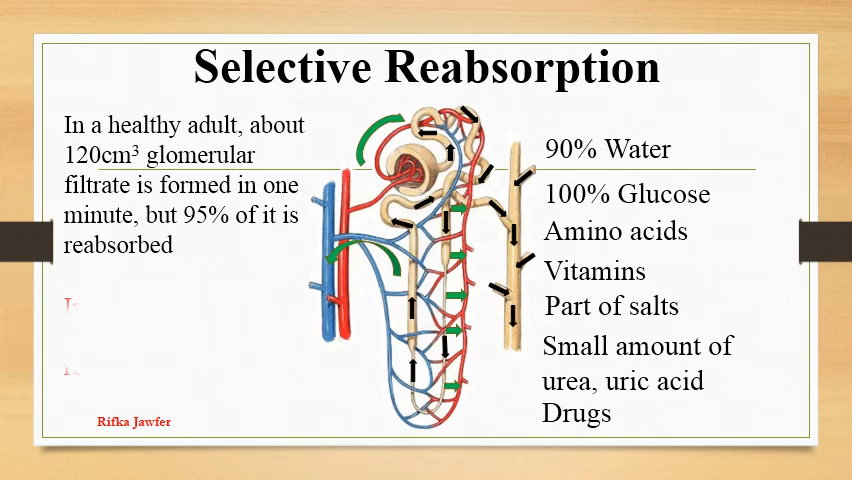 Selective Reabsorption
In a healthy adult, about
120cm³ glomerular
filtrate is formed in one
minute, but 95% of it is
reabsorbed
90% Water
100% Glucose
Amino acids
Vitamins
Part of salts
Small amount of
urea, uric acid
Drugs
Rifka Jawfer